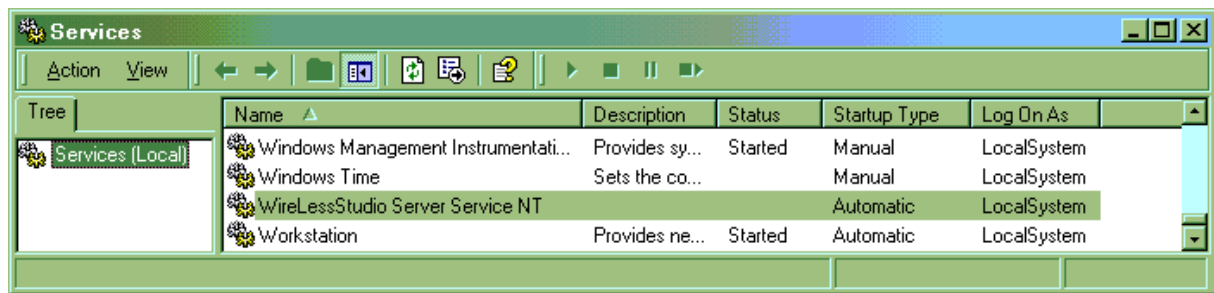 Services
Action View
Tree
Name Description Status Startup Type Log On As
Services (Local)
Windows Management Instrumentati... Provides sy... Started Manual LocalSystem
Windows Time Sets the co... Manual LocalSystem
WireLessStudio Server Service NT Automatic LocalSystem
Workstation Provides ne... Started Automatic LocalSystem